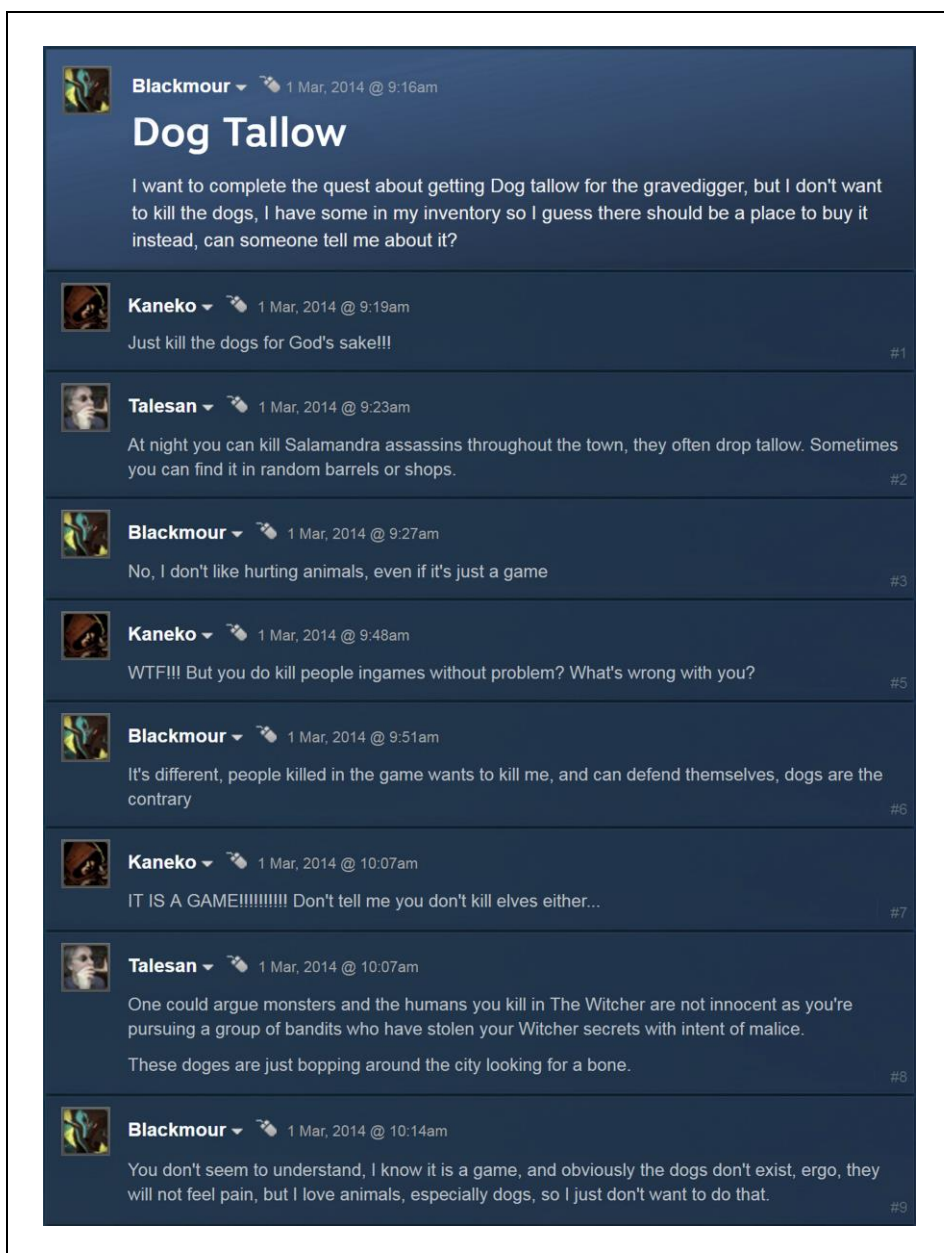 Blackmour 1 Mar, 2014 @ 9:16am
Dog Tallow
I want to complete the quest about getting Dog tallow for the gravedigger, but I don't want
to kill the dogs, I have some in my inventory so I guess there should be a place to buy it
instead, can someone tell me about it?
Kaneko 1 Mar, 2014 @ 9:19am
Just kill the dogs for God's sake!!!
#1
Talesan 1 Mar, 2014 @ 9:23am
At night you can kill Salamandra assassins throughout the town, they often drop tallow. Sometimes
you can find it in random barrels or shops.
#2
Blackmour 1 Mar, 2014 @ 9:27am
No, I don't like hurting animals, even if it's just a game
#3
Kaneko 1 Mar, 2014 @ 9:48am
WTF!!! But you do kill people ingames without problem? What's wrong with you?
#5
Blackmour 1 Mar, 2014 @ 9:51am
It's different, people killed in the game wants to kill me, and can defend themselves, dogs are the
contrary
#6
Kaneko 1 Mar, 2014 @ 10:07am
IT IS A GAME!!!!!!!!!! Don't tell me you don't kill elves either...
#7
Talesan 1 Mar, 2014 @ 10:07am
One could argue monsters and the humans you kill in The Witcher are not innocent as you're
pursuing a group of bandits who have stolen your Witcher secrets with intent of malice.
These doges are just bopping around the city looking for a bone.
#8
Blackmour 1 Mar, 2014 @ 10:14am
You don't seem to understand, I know it is a game, and obviously the dogs don't exist, ergo, they
will not feel pain, but I love animals, especially dogs, so I just don't want to do that.
#9